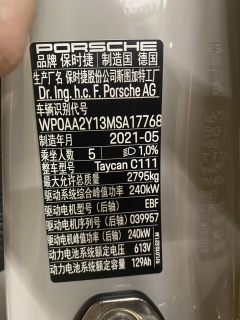 PORSCHE
品牌 保时捷 制造国 德国
生产厂名 保时捷股份公司斯图加特工厂
Dr. Ing. h.c. F. Porsche AG
车辆识别代号
WP0AA2Y13MSA17768
制造年月 2021-05
乘坐人数 5 1,0%
整车型号 Taycan C111
最大允许总质量 2795kg
驱动系统综合峰值功率 240kW
驱动电机型号(后轴) EBF
驱动电机编号(后轴) 039957
驱动电机峰值功率(后轴) 240kW
动力电池系统额定电压 613V
动力电池系统额定容量 129Ah